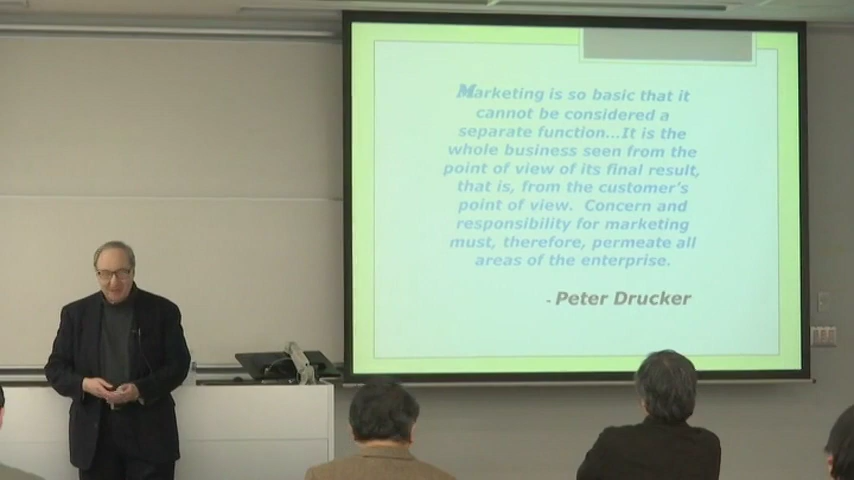 Marketing is so basic that it
cannot be considered a
separate function...It is the
whole business seen from the
point of view of its final result,
that is, from the customer's
point of view. Concern and
responsibility for marketing
must, therefore, permeate all
areas of the enterprise.
- Peter Drucker